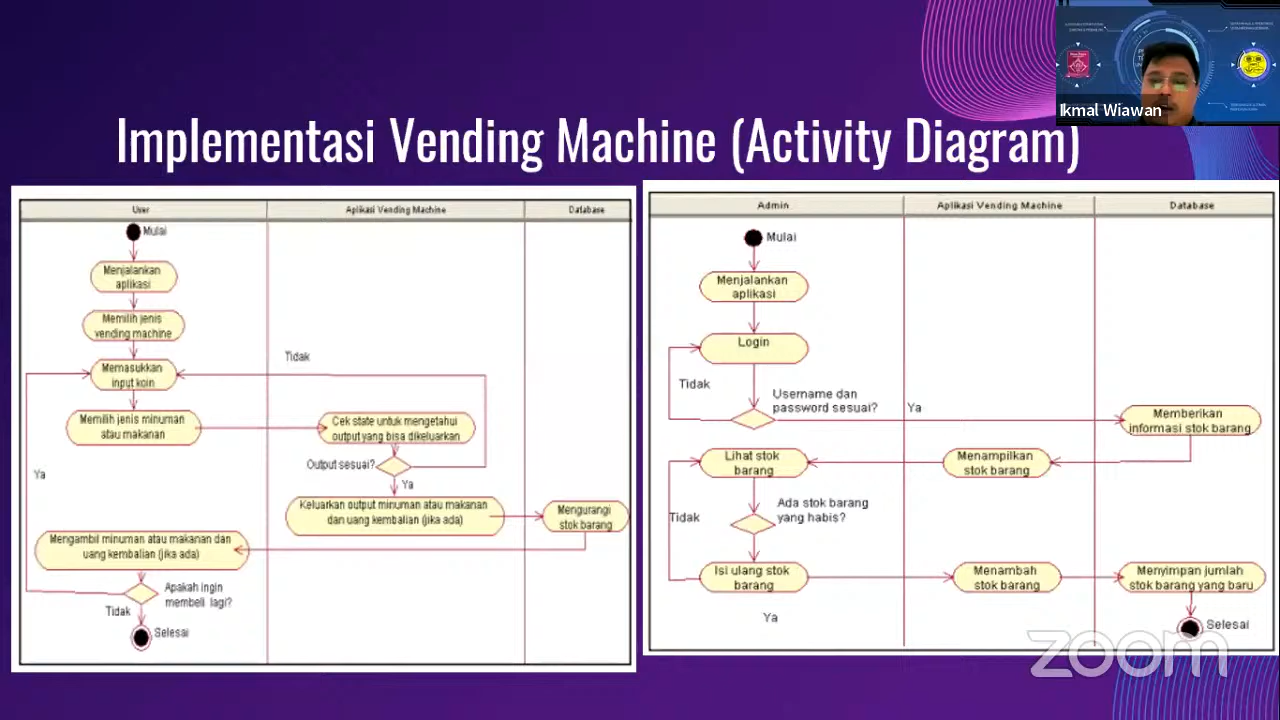 Ikmal Wiawan
Implementasi Vending Machine (Activity Diagram)
User
Aplikasi Vending Machine
Database
Mulai
Menjalankan
aplikasi
Memilih jenis
vending machine
Memasukkan
input koin
Tidak
Memilih jenis minuman
atau makanan
Cek state untuk mengetahui
output yang bisa dikeluarkan
Output sesuai?
Ya
Ya
Keluarkan output minuman atau makanan
dan uang kembalian (jika ada)
Mengurangi
stok barang
Mengambil minuman atau makanan dan
uang kembalian (jika ada)
Apakah ingin
membeli lagi?
Tidak
Selesai
Admin
Aplikasi Vending Machine
Database
Mulai
Menjalankan
aplikasi
Login
Tidak
Username dan
password sesuai?
Ya
Memberikan
informasi stok barang
Lihat stok
barang
Menampilkan
stok barang
Tidak
Ada stok barang
yang habis?
Isi ulang stok
barang
Menambah
stok barang
Menyimpan jumlah
stok barang yang baru
Ya
Selesai
zoom